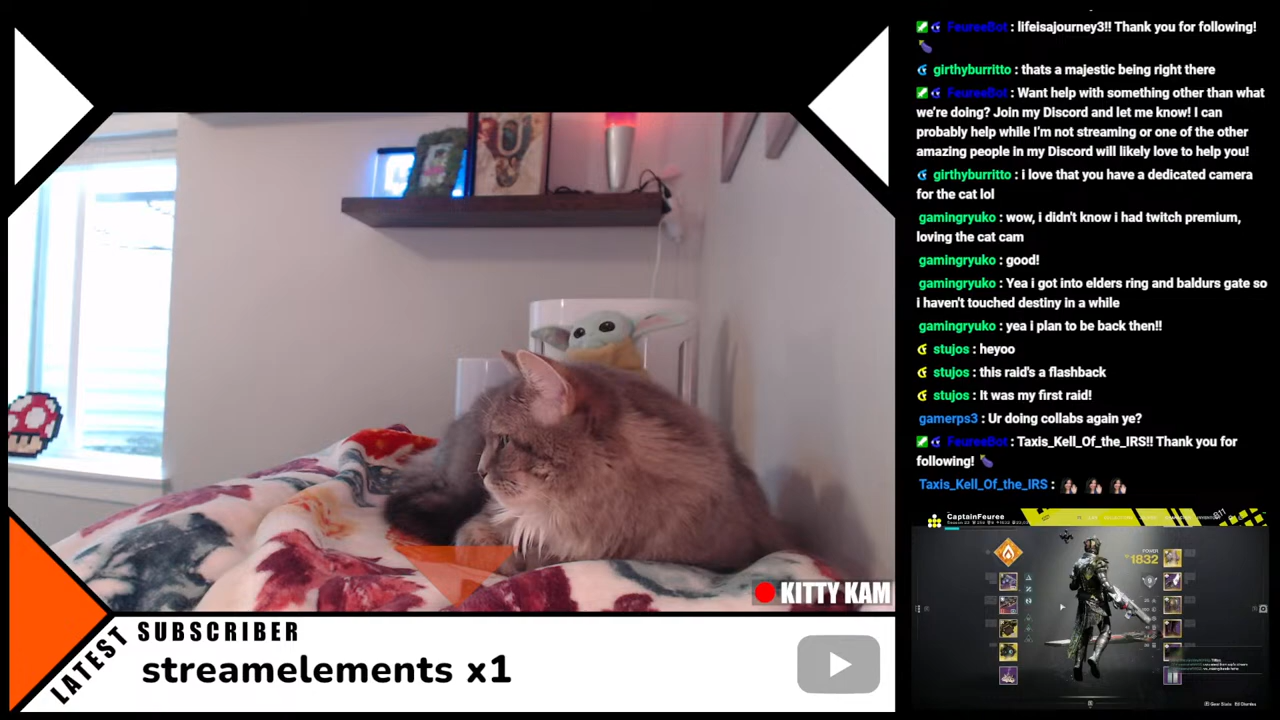 FeureeBot : lifeisajourney3!! Thank you for following!
girthyburritto : thats a majestic being right there
FeureeBot : Want help with something other than what
we're doing? Join my Discord and let me know! I can
probably help while I'm not streaming or one of the other
amazing people in my Discord will likely love to help you!
girthyburritto : i love that you have a dedicated camera
for the cat lol
gamingryuko : wow, i didn't know i had twitch premium,
loving the cat cam
gamingryuko : good!
gamingryuko : Yea i got into elders ring and baldurs gate so
i haven't touched destiny in a while
gamingryuko : yea i plan to be back then!!
stujos : heyoo
stujos : this raid's a flashback
stujos : It was my first raid!
gamerps3 : Ur doing collabs again ye?
FeureeBot : Taxis_Kell_Of_the_IRS!! Thank you for
following!
Taxis_Kell_Of_the_IRS :
CaptainFeuree
POWER
1832
KITTY KAM
LATEST SUBSCRIBER
streamelements x1